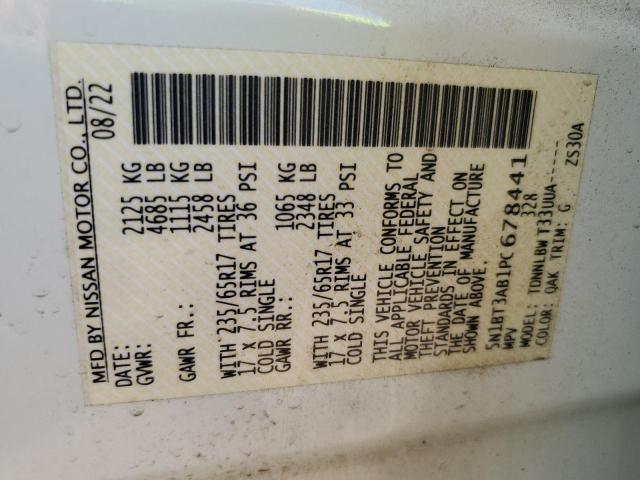 MFD BY NISSAN MOTOR CO., LTD.
DATE: 08/22
GVWR: 2125 KG
4685 LB
GAWR FR.: 1115 KG
2458 LB
WITH 235/65R17 TIRES
17 X 7.5 RIMS AT 36 PSI
COLD SINGLE
GAWR RR.: 1065 KG
2348 LB
WITH 235/65R17 TIRES
17 X 7.5 RIMS AT 33 PSI
COLD SINGLE
THIS VEHICLE CONFORMS TO
ALL APPLICABLE FEDERAL
MOTOR VEHICLE SAFETY AND
THEFT PREVENTION
STANDARDS IN EFFECT ON
THE DATE OF MANUFACTURE
SHOWN ABOVE.
5N1BT3AB1PC678441
MPV 328
MODEL: TDNNLBWT33UUA-----
COLOR: QAK TRIM: G ZS30A